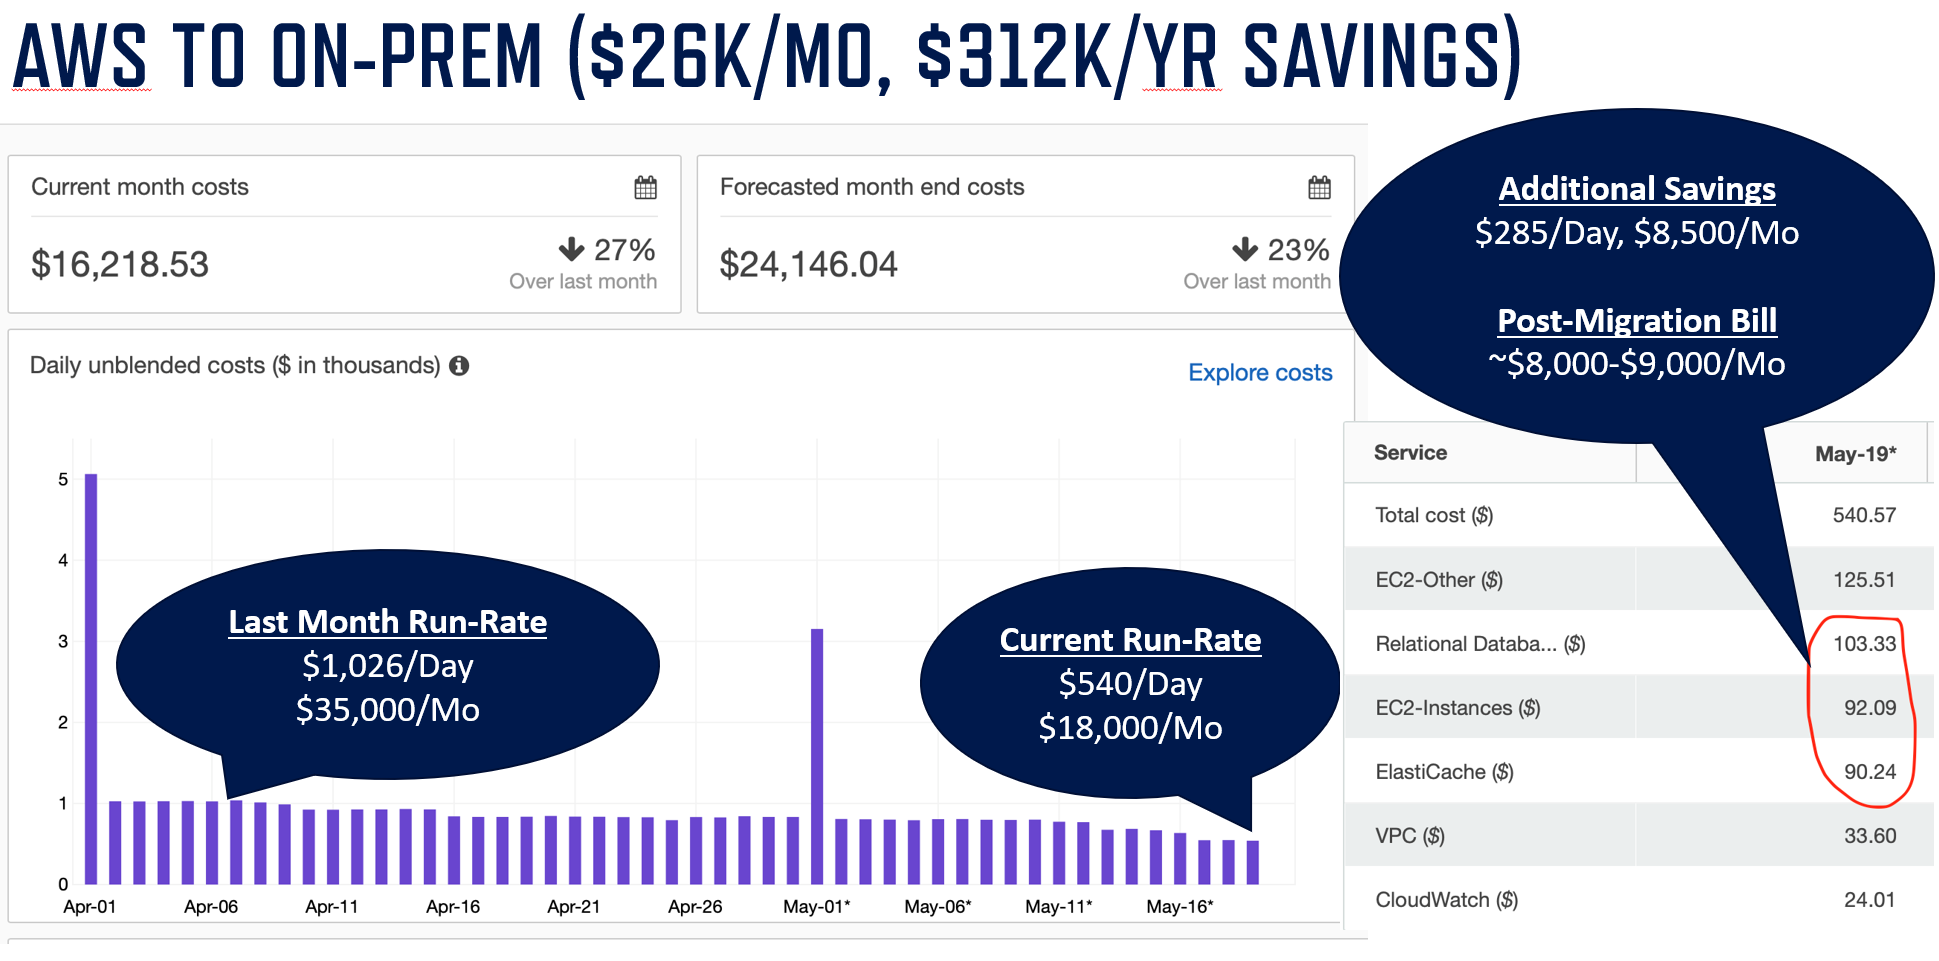 AWS TO ON-PREM ($26K/MO, $312K/YR SAVINGS)
Current month costs
$16,218.53
27%
Over last month
Forecasted month end costs
$24,146.04
23%
Over last month
Additional Savings
$285/Day, $8,500/Mo
Post-Migration Bill
~$8,000-$9,000/Mo
Daily unblended costs ($ in thousands)
Explore costs
5
4
3
2
1
0
Last Month Run-Rate
$1,026/Day
$35,000/Mo
Current Run-Rate
$540/Day
$18,000/Mo
Apr-01 Apr-06 Apr-11 Apr-16 Apr-21 Apr-26 May-01* May-06* May-11* May-16*
Service May-19*
Total cost ($) 540.57
EC2-Other ($) 125.51
Relational Databa... ($) 103.33
EC2-Instances ($) 92.09
ElastiCache ($) 90.24
VPC ($) 33.60
CloudWatch ($) 24.01